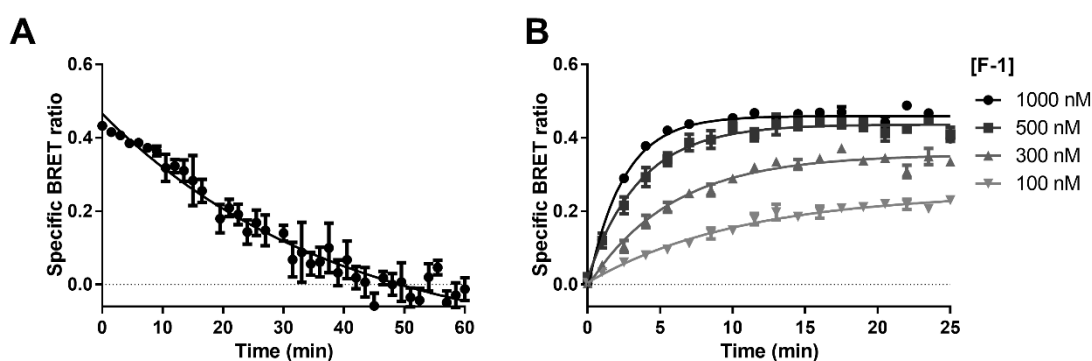 A
Specific BRET ratio
0.6
0.4
0.2
0.0
0 10 20 30 40 50 60
Time (min)
B
Specific BRET ratio
0.6
0.4
0.2
0.0
0 5 10 15 20 25
Time (min)
[F-1]
1000 nM
500 nM
300 nM
100 nM